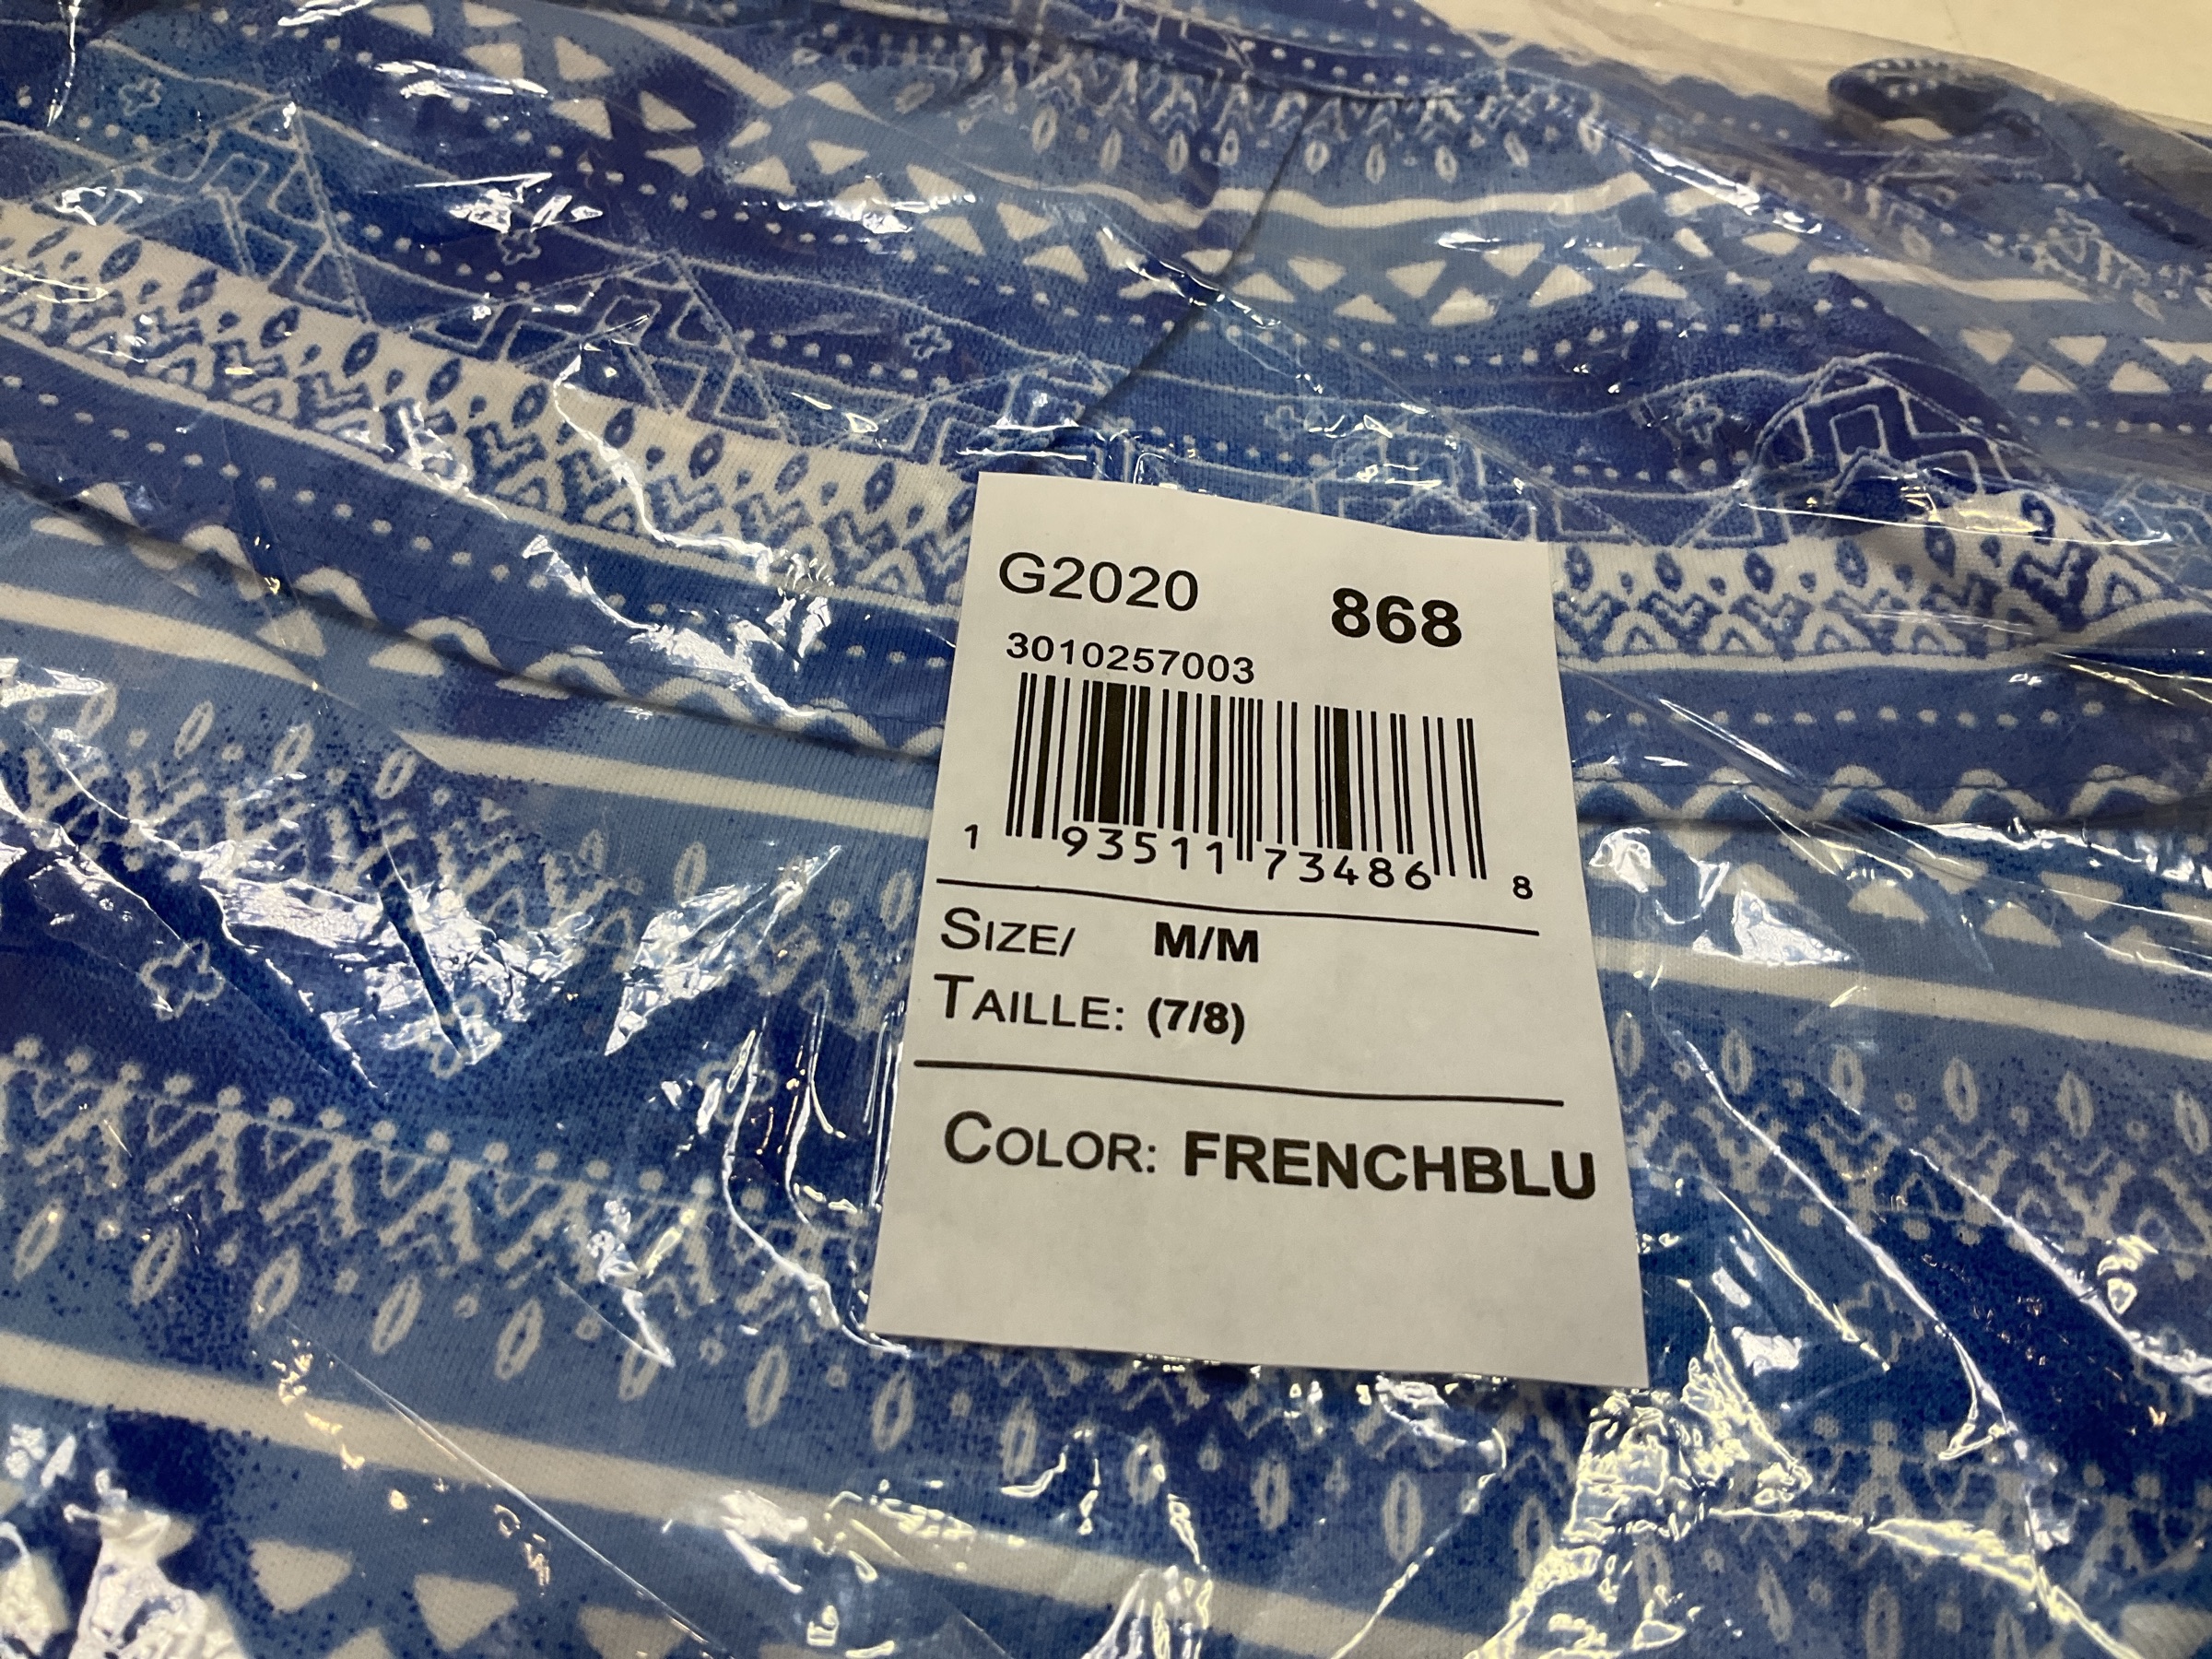 G2020 868
3010257003
1 93511 73486 8
SIZE/ M/M
TAILLE: (7/8)
COLOR: FRENCHBLU